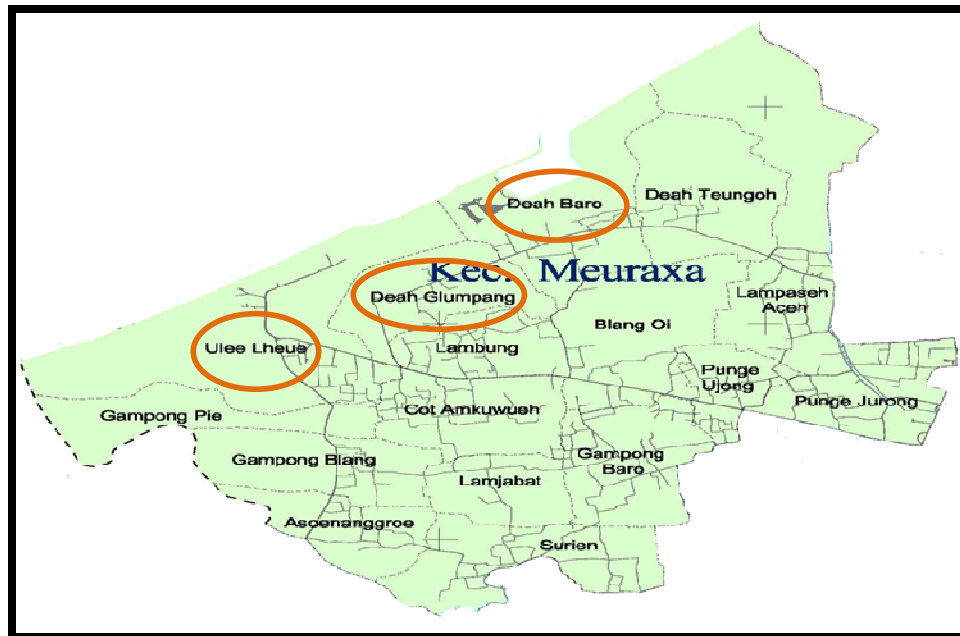 Deah Teungoh
Deah Baro
Kec. Meuraxa
Deah Glumpang
Lampaseh
Aceh
Blang Oi
Ulee Lheue
Lambung
Punge
Ujong
Punge Jurong
Gampong Pie
Cot Amkuwueh
Gampong Blang
Gampong
Baro
Lamjabat
Asoenanggroe
Surien